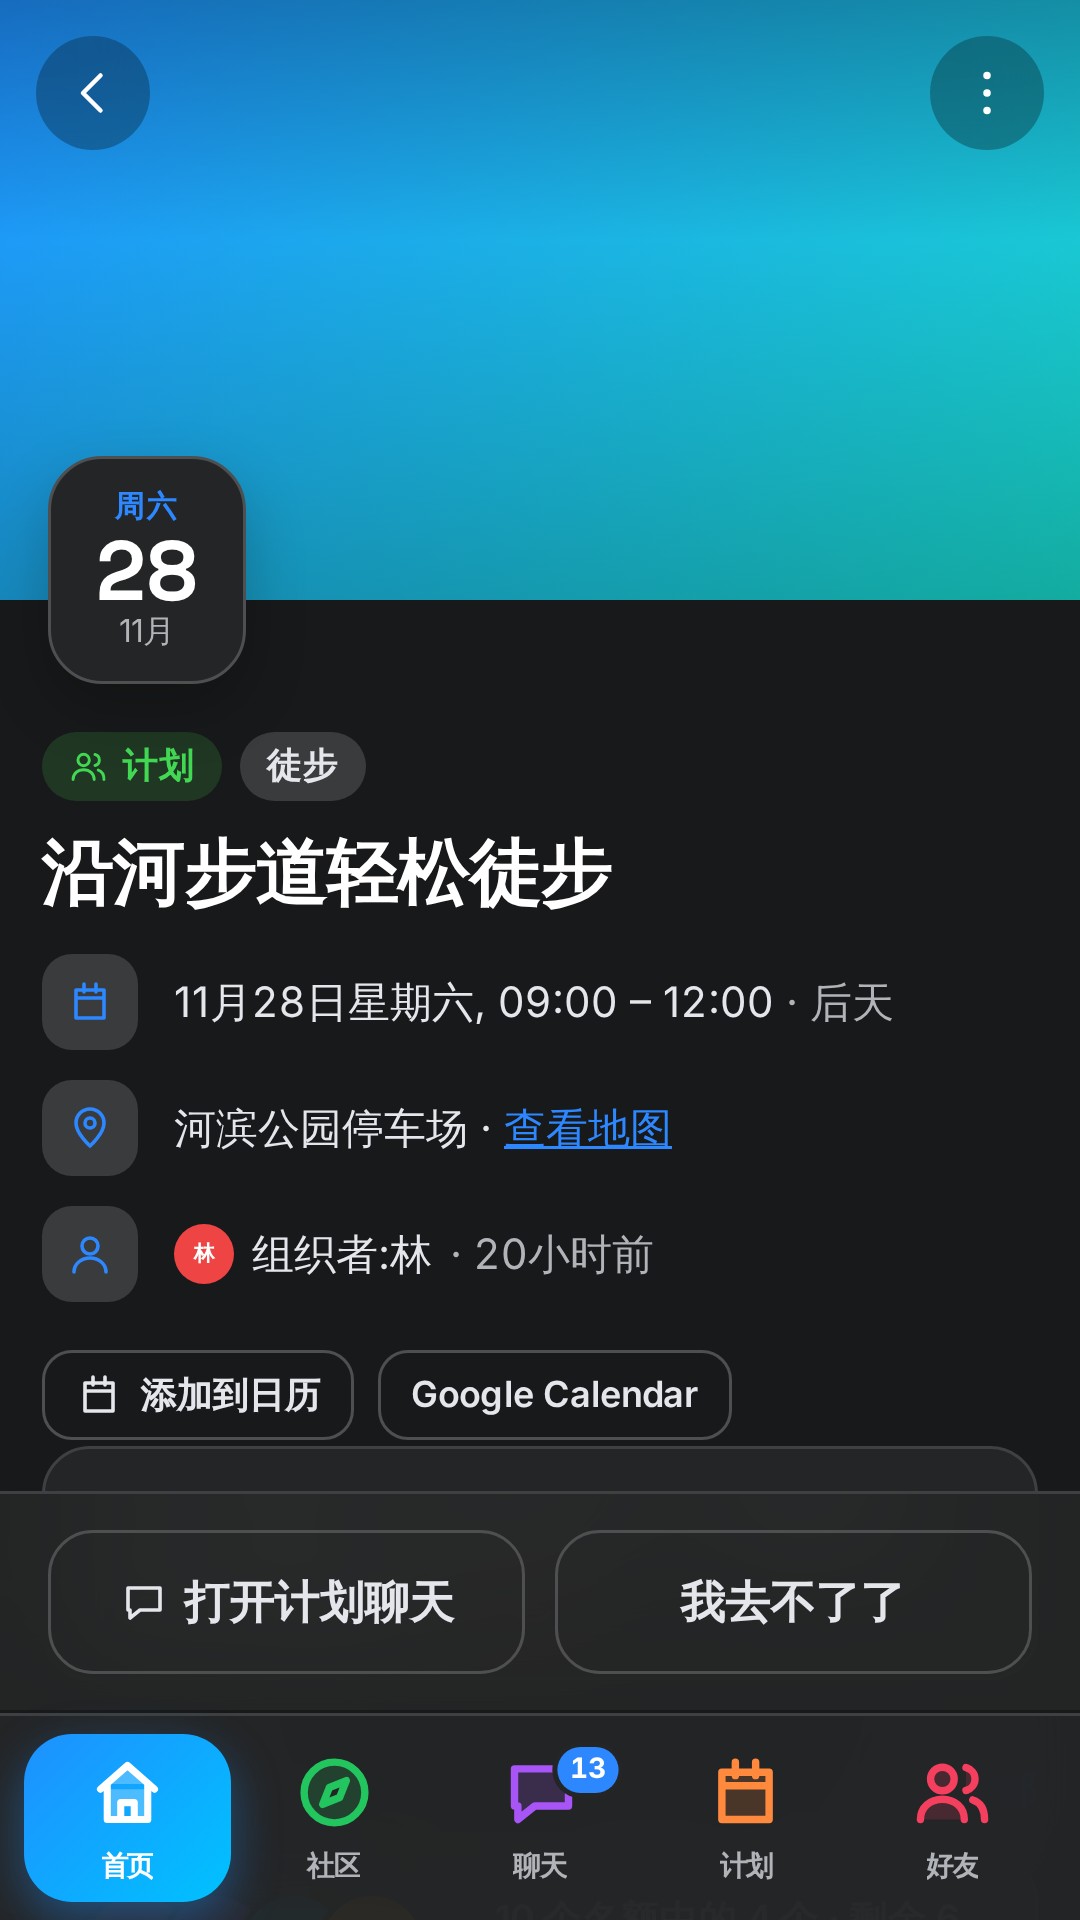 周六
28
11月
计划
徒步
沿河步道轻松徒步
11月28日星期六, 09:00 – 12:00 · 后天
河滨公园停车场 · 查看地图
林 组织者:林 · 20小时前
添加到日历
Google Calendar
打开计划聊天
我去不了了
13
首页
社区
聊天
计划
好友